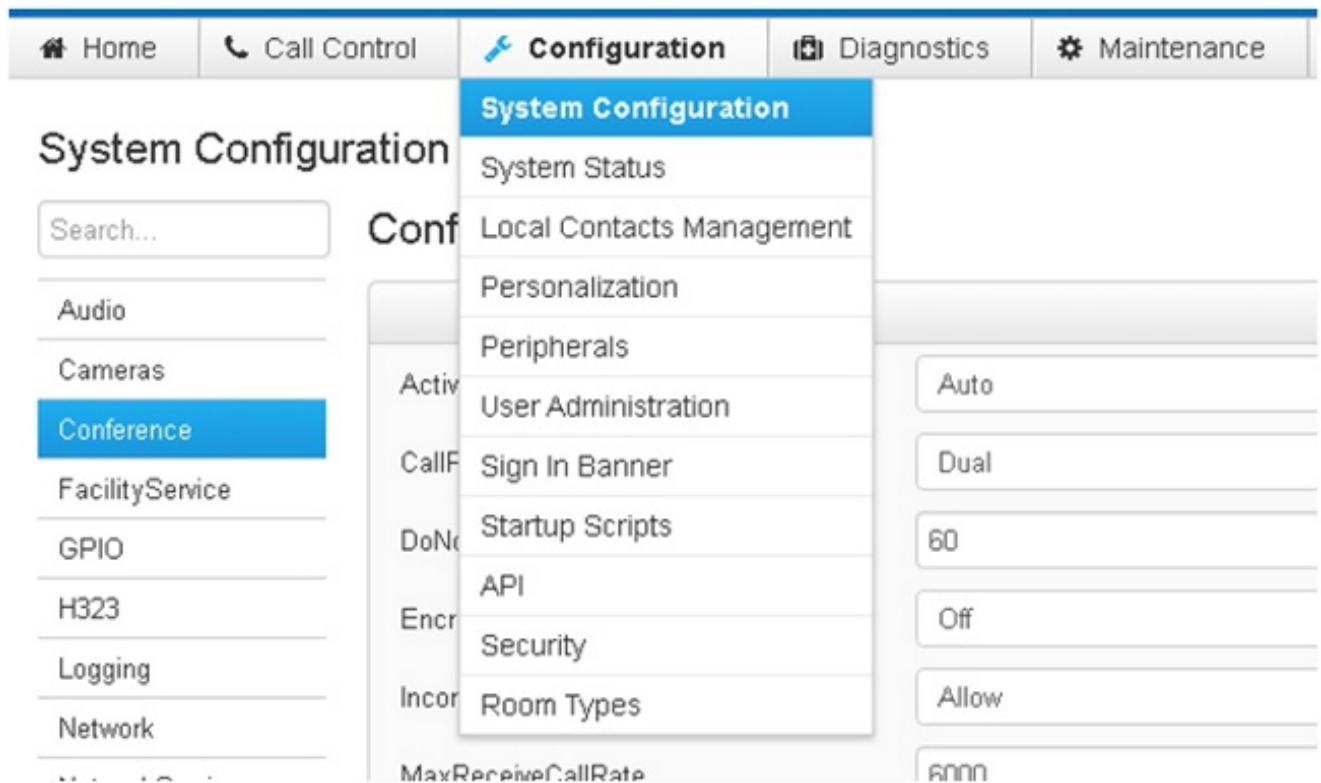 Home Call Control Configuration Diagnostics Maintenance
System Configuration
System Status
Local Contacts Management
Personalization
Peripherals
User Administration
Sign In Banner
Startup Scripts
API
Security
Room Types
System Configuration
Search...
Audio
Cameras
Conference
FacilityService
GPIO
H323
Logging
Network
Conf
Activ Auto
CallF Dual
DoNo 60
Encr Off
Incor Allow
MaxReceiveCallRate 6000